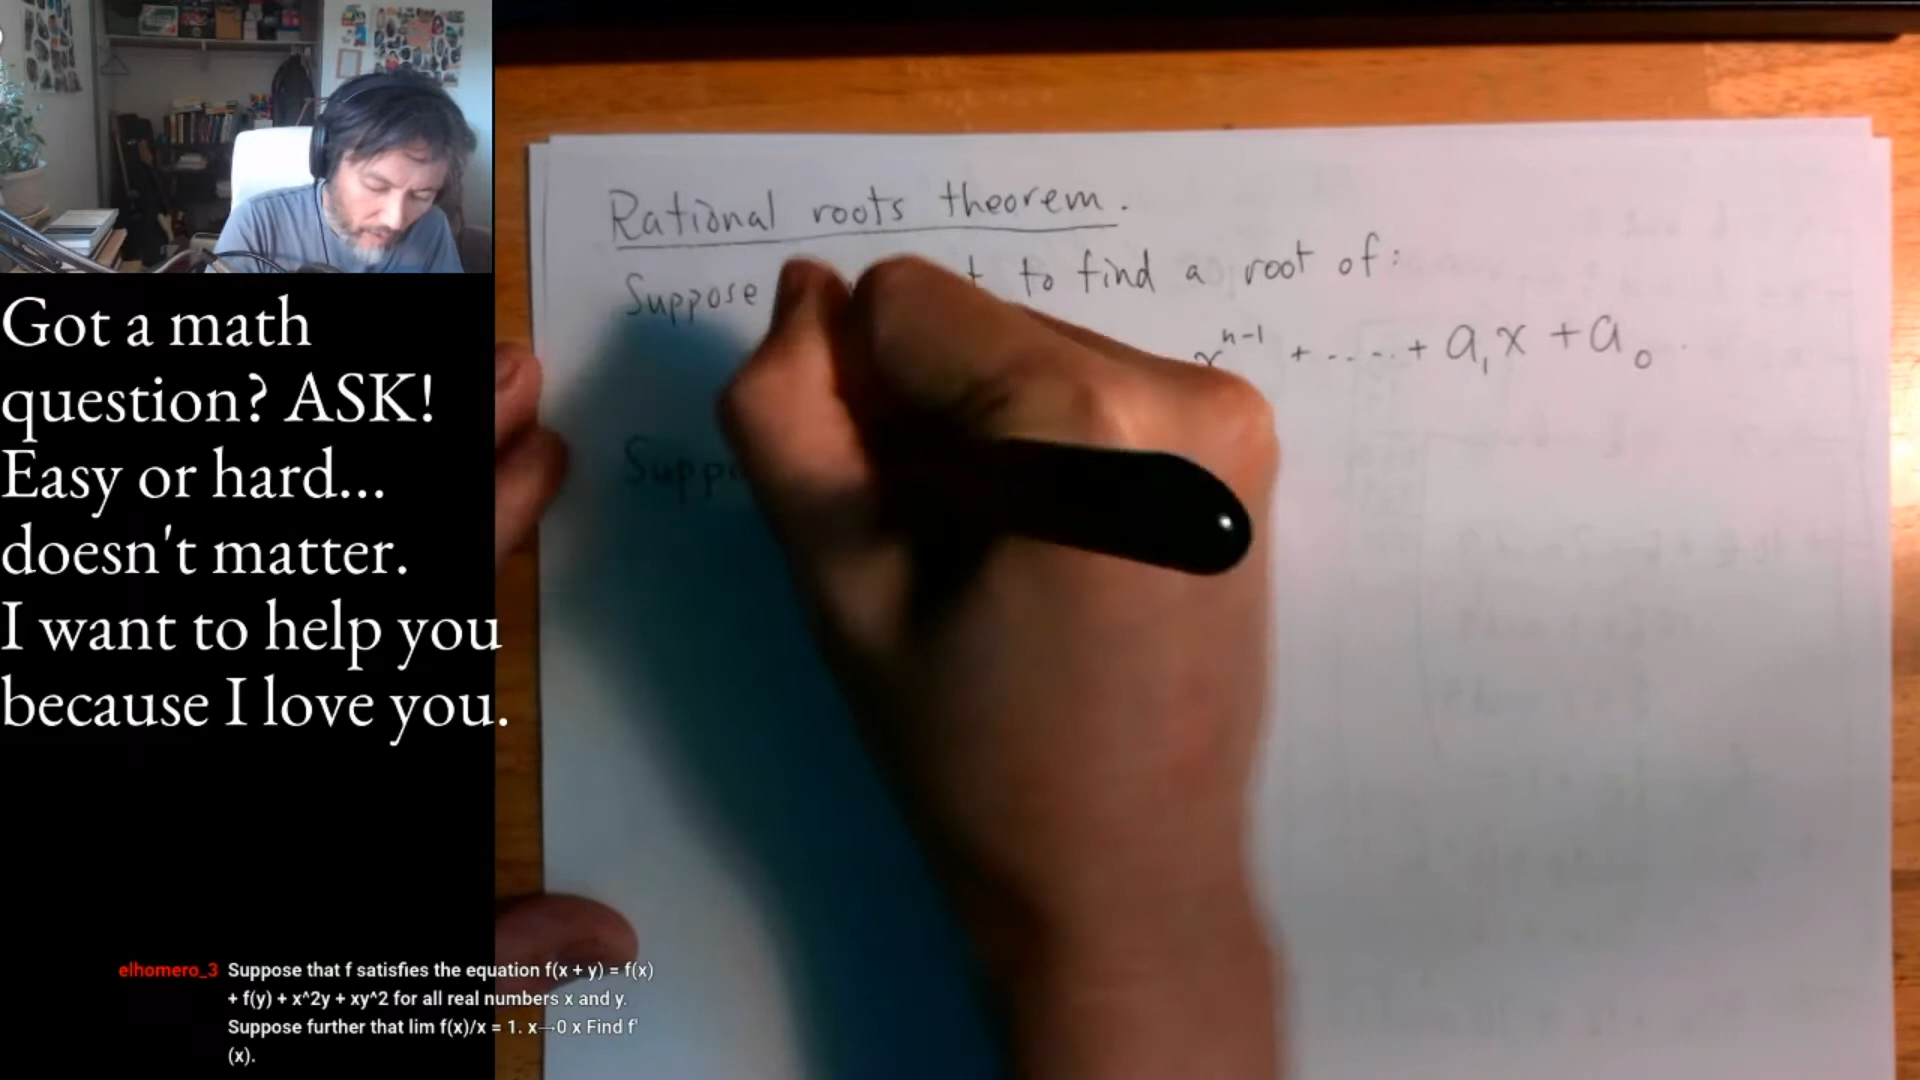 Got a math
question? ASK!
Easy or hard...
doesn't matter.
I want to help you
because I love you.
elhomero_3 Suppose that f satisfies the equation f(x + y) = f(x)
+ f(y) + x^2y + xy^2 for all real numbers x and y.
Suppose further that lim f(x)/x = 1. x→0 x Find f'
(x).
Rational roots theorem.
Suppose to find a root of:
x^{n-1} + ..... + a_1 x + a_0